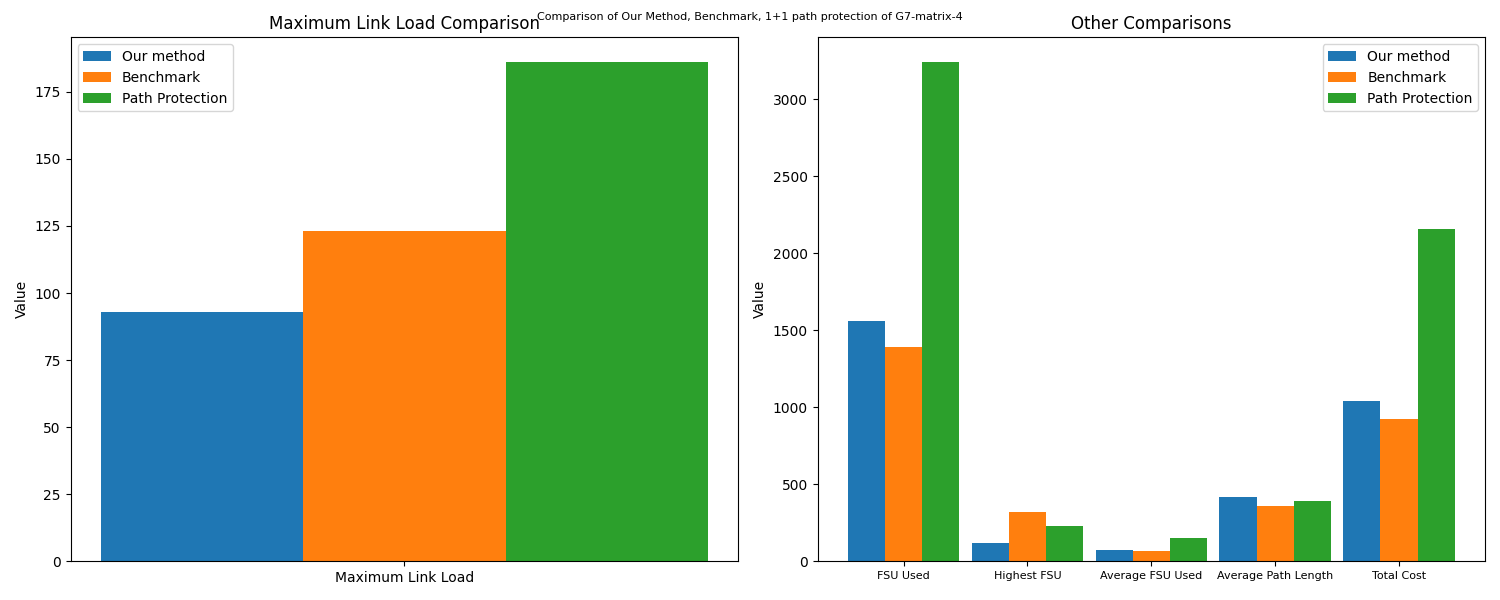 Comparison of Our Method, Benchmark, 1+1 path protection of G7-matrix-4
Maximum Link Load Comparison
Our method
Benchmark
Path Protection
Value
175
150
125
100
75
50
25
0
Maximum Link Load
Other Comparisons
Our method
Benchmark
Path Protection
Value
3000
2500
2000
1500
1000
500
0
FSU Used
Highest FSU
Average FSU Used
Average Path Length
Total Cost